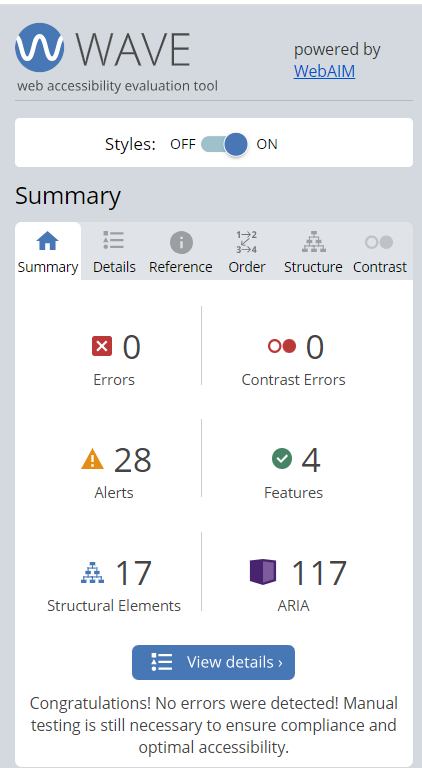 WAVE
web accessibility evaluation tool
powered by
WebAIM
Styles: OFF ON
Summary
1→2
3→4
Summary Details Reference Order Structure Contrast
0 0
Errors Contrast Errors
28 4
Alerts Features
17 117
Structural Elements ARIA
View details ›
Congratulations! No errors were detected! Manual
testing is still necessary to ensure compliance and
optimal accessibility.